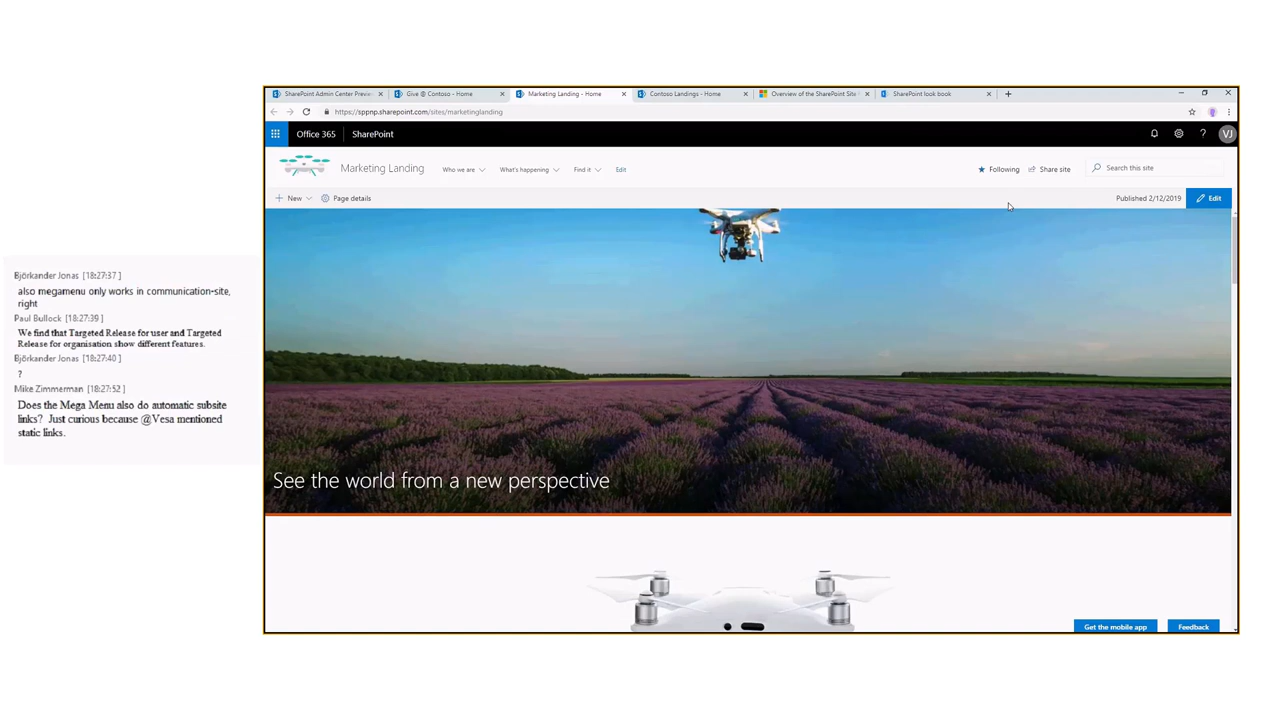 SharePoint Admin Center Previe
Give @ Contoso - Home
Marketing Landing - Home
Contoso Landings - Home
Overview of the SharePoint Site
SharePoint look book
https://sppnp.sharepoint.com/sites/marketinglanding
Office 365
SharePoint
?
VJ
Marketing Landing
Who we are
What's happening
Find it
Edit
Following
Share site
Search this site
New
Page details
Published 2/12/2019
Edit
See the world from a new perspective
Get the mobile app
Feedback
Björkander Jonas [18:27:37 ]
also megamenu only works in communication-site,
right
Paul Bullock [18:27:39 ]
We find that Targeted Release for user and Targeted
Release for organisation show different features.
Björkander Jonas [18:27:40 ]
?
Mike Zimmerman [18:27:52 ]
Does the Mega Menu also do automatic subsite
links? Just curious because @Vesa mentioned
static links.